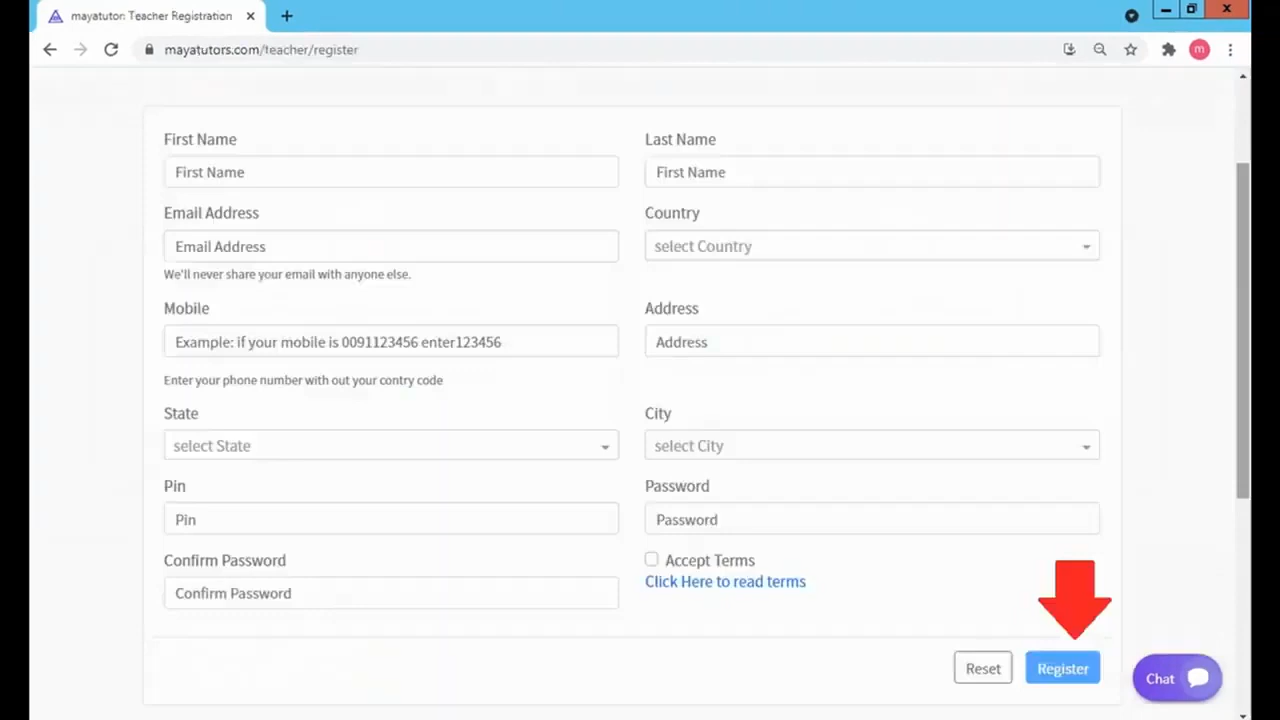 mayatutor: Teacher Registration
mayatutors.com/teacher/register
m
First Name
Last Name
First Name
First Name
Email Address
Country
Email Address
select Country
We'll never share your email with anyone else.
Mobile
Address
Example: if your mobile is 0091123456 enter123456
Address
Enter your phone number with out your contry code
State
City
select State
select City
Pin
Password
Pin
Password
Confirm Password
Accept Terms
Click Here to read terms
Confirm Password
Reset
Register
Chat